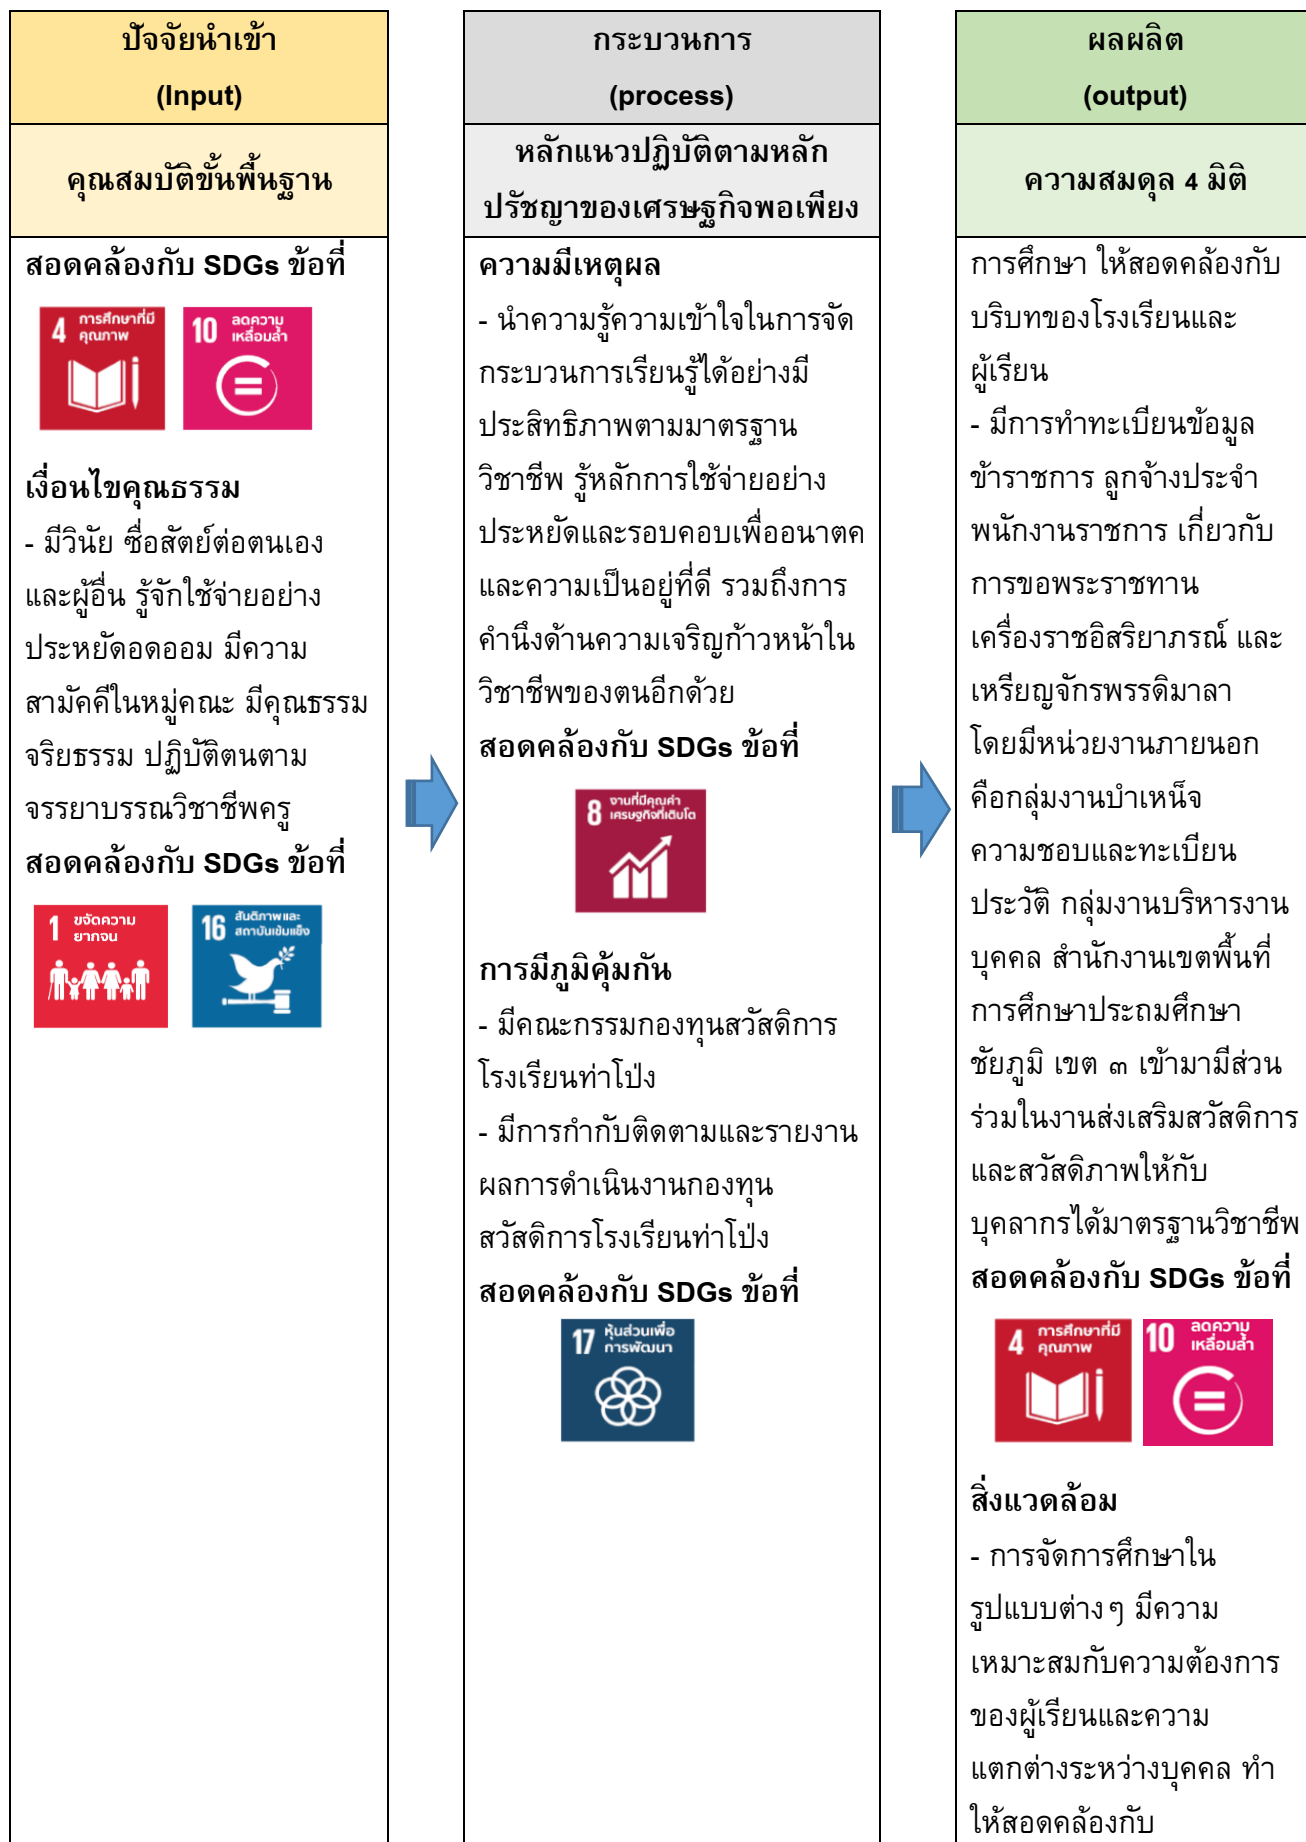 ปัจจัยนำเข้า
(Input)
คุณสมบัติขั้นพื้นฐาน
สอดคล้องกับ SDGs ข้อที่
4 การศึกษาที่มี
คุณภาพ
10 ลดความ
เหลื่อมล้ำ
เงื่อนไขคุณธรรม
- มีวินัย ซื่อสัตย์ต่อตนเอง
และผู้อื่น รู้จักใช้จ่ายอย่าง
ประหยัดอดออม มีความ
สามัคคีในหมู่คณะ มีคุณธรรม
จริยธรรม ปฏิบัติตนตาม
จรรยาบรรณวิชาชีพครู
สอดคล้องกับ SDGs ข้อที่
1 ขจัดความ
ยากจน
16 สันติภาพและ
สถาบันเข้มแข็ง
กระบวนการ
(process)
หลักแนวปฏิบัติตามหลัก
ปรัชญาของเศรษฐกิจพอเพียง
ความมีเหตุผล
- นำความรู้ความเข้าใจในการจัด
กระบวนการเรียนรู้ได้อย่างมี
ประสิทธิภาพตามมาตรฐาน
วิชาชีพ รู้หลักการใช้จ่ายอย่าง
ประหยัดและรอบคอบเพื่ออนาตค
และความเป็นอยู่ที่ดี รวมถึงการ
คำนึงด้านความเจริญก้าวหน้าใน
วิชาชีพของตนอีกด้วย
สอดคล้องกับ SDGs ข้อที่
8 งานที่มีคุณค่า
เศรษฐกิจที่เติบโต
การมีภูมิคุ้มกัน
- มีคณะกรรมกองทุนสวัสดิการ
โรงเรียนท่าโป่ง
- มีการกำกับติดตามและรายงาน
ผลการดำเนินงานกองทุน
สวัสดิการโรงเรียนท่าโป่ง
สอดคล้องกับ SDGs ข้อที่
17 หุ้นส่วนเพื่อ
การพัฒนา
ผลผลิต
(output)
ความสมดุล 4 มิติ
การศึกษา ให้สอดคล้องกับ
บริบทของโรงเรียนและ
ผู้เรียน
- มีการทำทะเบียนข้อมูล
ข้าราชการ ลูกจ้างประจำ
พนักงานราชการ เกี่ยวกับ
การขอพระราชทาน
เครื่องราชอิสริยาภรณ์ และ
เหรียญจักรพรรดิมาลา
โดยมีหน่วยงานภายนอก
คือกลุ่มงานบำเหน็จ
ความชอบและทะเบียน
ประวัติ กลุ่มงานบริหารงาน
บุคคล สำนักงานเขตพื้นที่
การศึกษาประถมศึกษา
ชัยภูมิ เขต ๓ เข้ามามีส่วน
ร่วมในงานส่งเสริมสวัสดิการ
และสวัสดิภาพให้กับ
บุคลากรได้มาตรฐานวิชาชีพ
สอดคล้องกับ SDGs ข้อที่
4 การศึกษาที่มี
คุณภาพ
10 ลดความ
เหลื่อมล้ำ
สิ่งแวดล้อม
- การจัดการศึกษาใน
รูปแบบต่าง ๆ มีความ
เหมาะสมกับความต้องการ
ของผู้เรียนและความ
แตกต่างระหว่างบุคคล ทำ
ให้สอดคล้องกับ